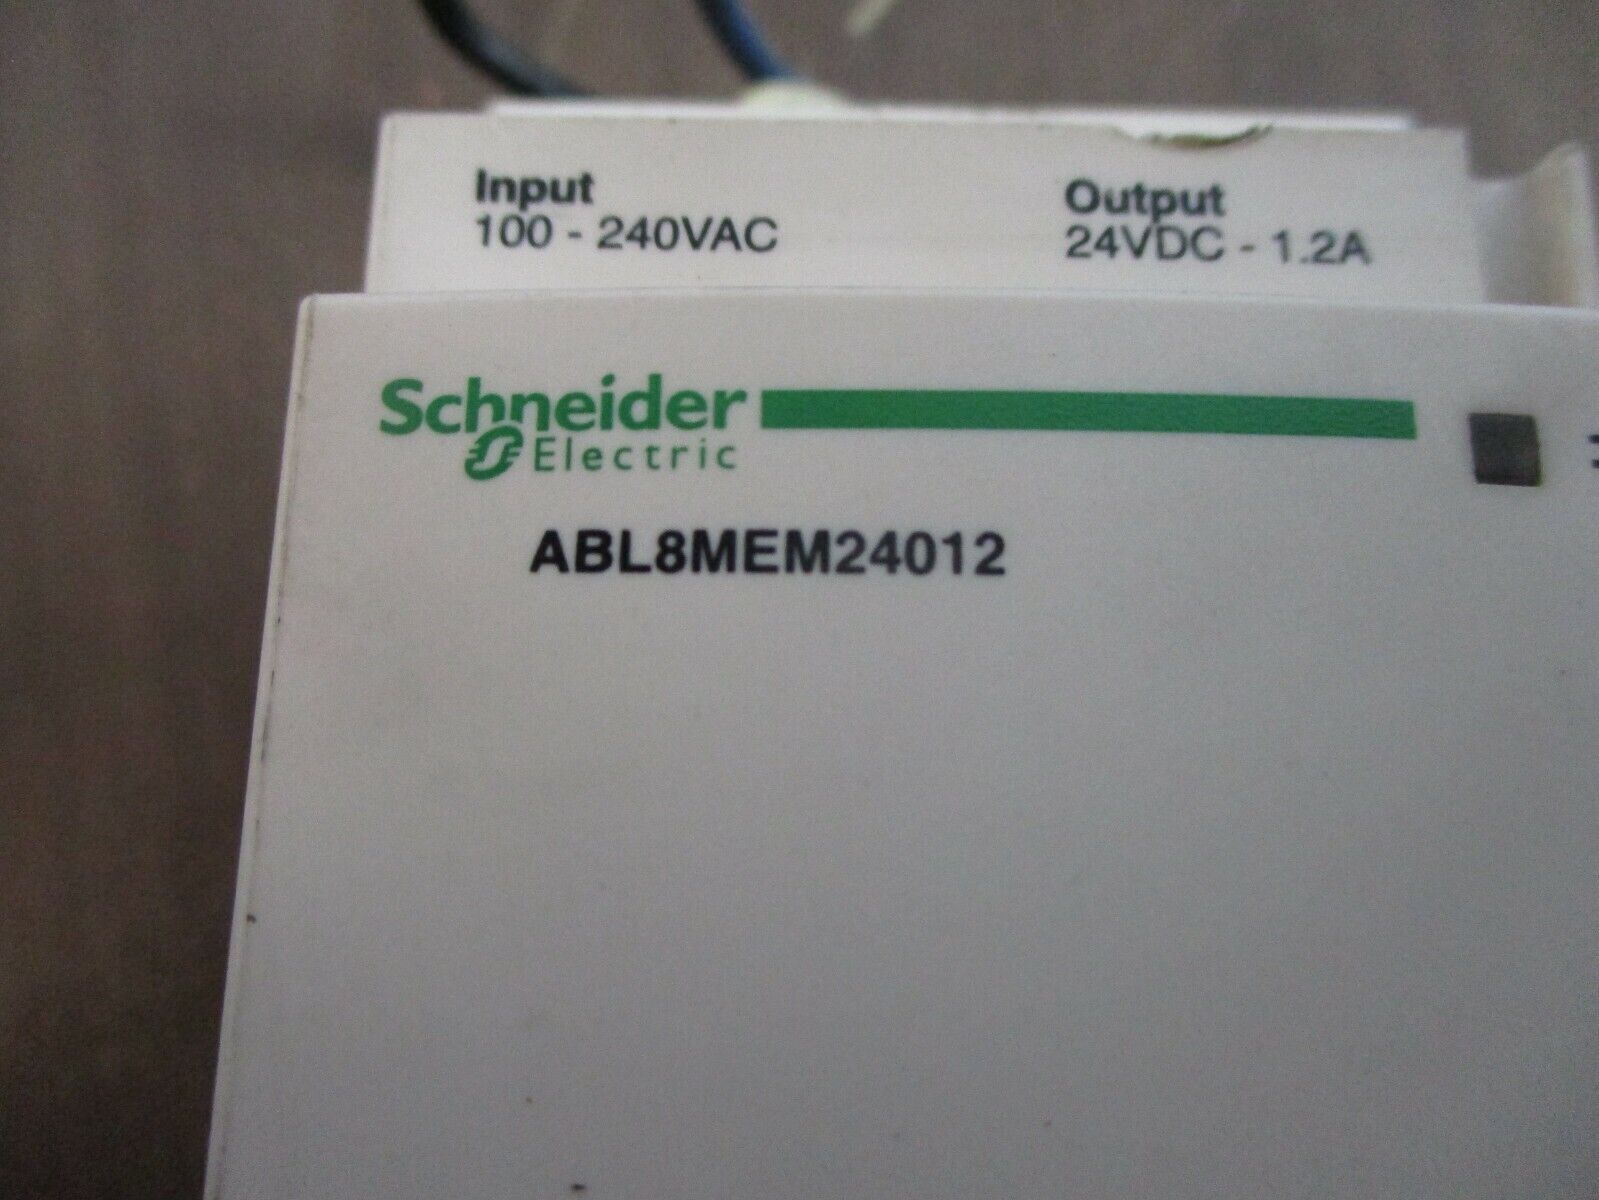 Input
100 - 240VAC
Output
24VDC - 1.2A
Schneider
Electric
ABL8MEM24012